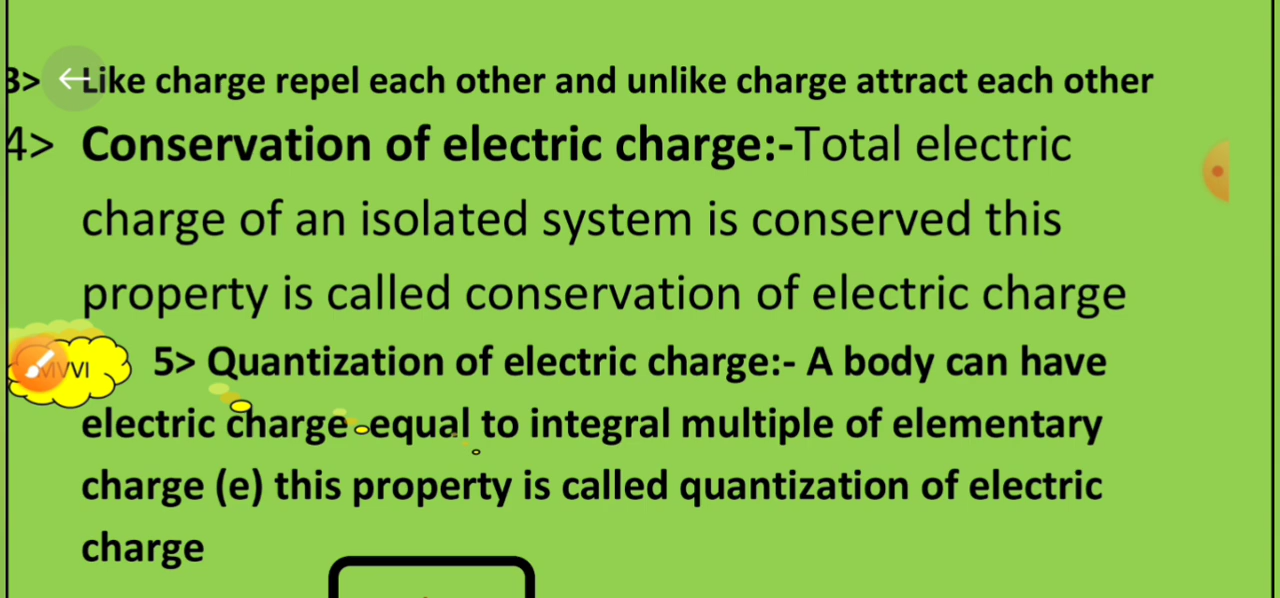 3> Like charge repel each other and unlike charge attract each other
4> Conservation of electric charge:-Total electric
charge of an isolated system is conserved this
property is called conservation of electric charge
VVI 5> Quantization of electric charge:- A body can have
electric charge equal to integral multiple of elementary
charge (e) this property is called quantization of electric
charge